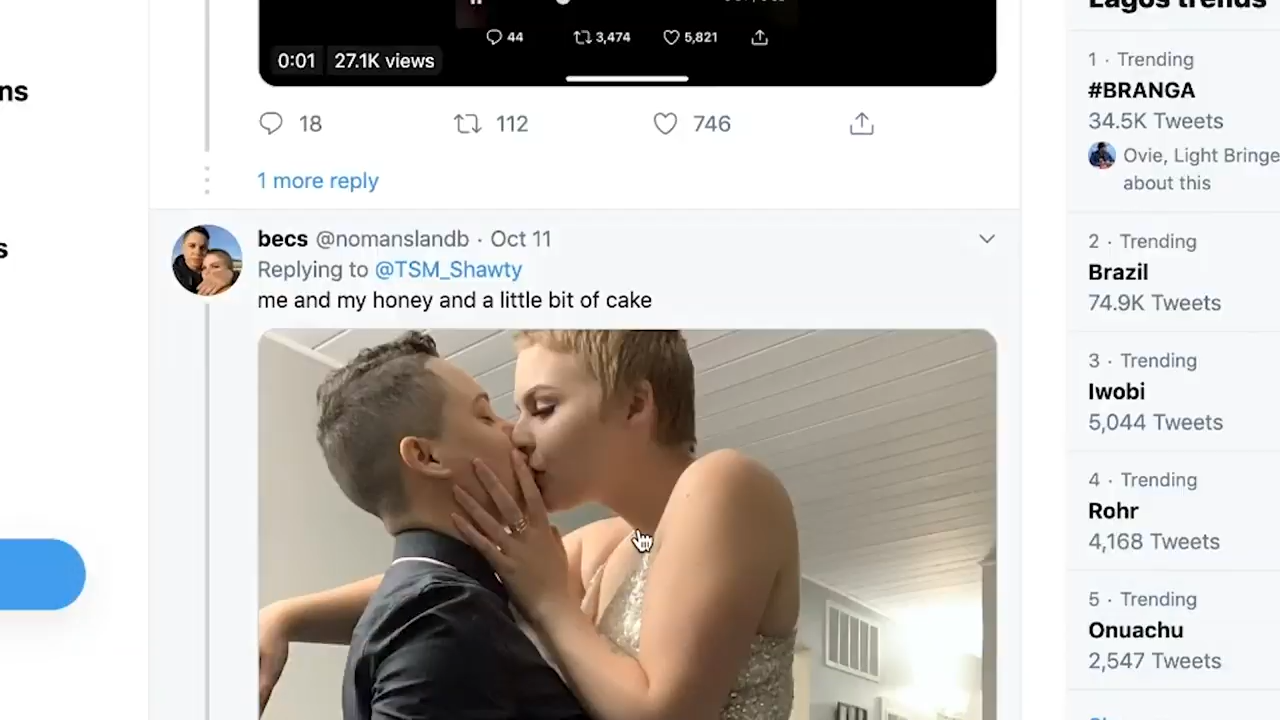 44 3,474 5,821
0:01 27.1K views
18 112 746
1 more reply
becs @nomanslandb · Oct 11
Replying to @TSM_Shawty
me and my honey and a little bit of cake
ns
s
Lagos trends
1 · Trending
#BRANGA
34.5K Tweets
Ovie, Light Bringe
about this
2 · Trending
Brazil
74.9K Tweets
3 · Trending
Iwobi
5,044 Tweets
4 · Trending
Rohr
4,168 Tweets
5 · Trending
Onuachu
2,547 Tweets